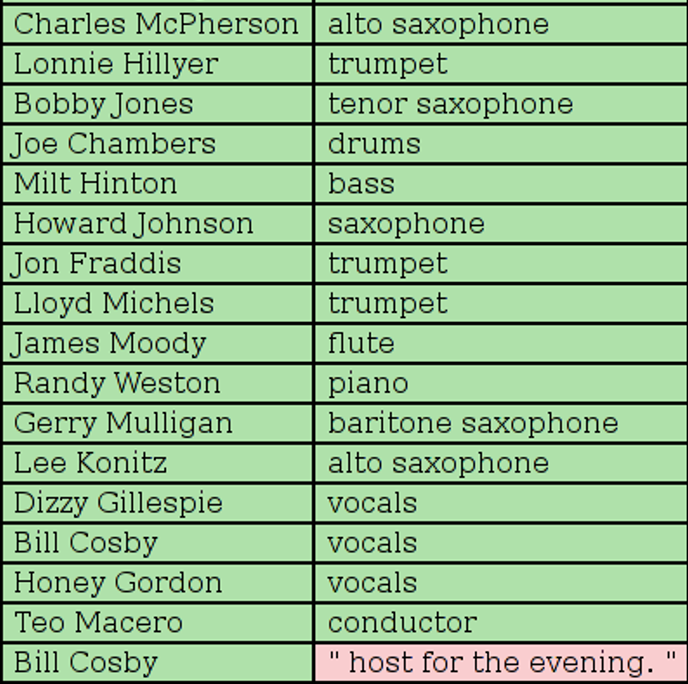 Charles McPherson alto saxophone
Lonnie Hillyer trumpet
Bobby Jones tenor saxophone
Joe Chambers drums
Milt Hinton bass
Howard Johnson saxophone
Jon Fraddis trumpet
Lloyd Michels trumpet
James Moody flute
Randy Weston piano
Gerry Mulligan baritone saxophone
Lee Konitz alto saxophone
Dizzy Gillespie vocals
Bill Cosby vocals
Honey Gordon vocals
Teo Macero conductor
Bill Cosby " host for the evening. "